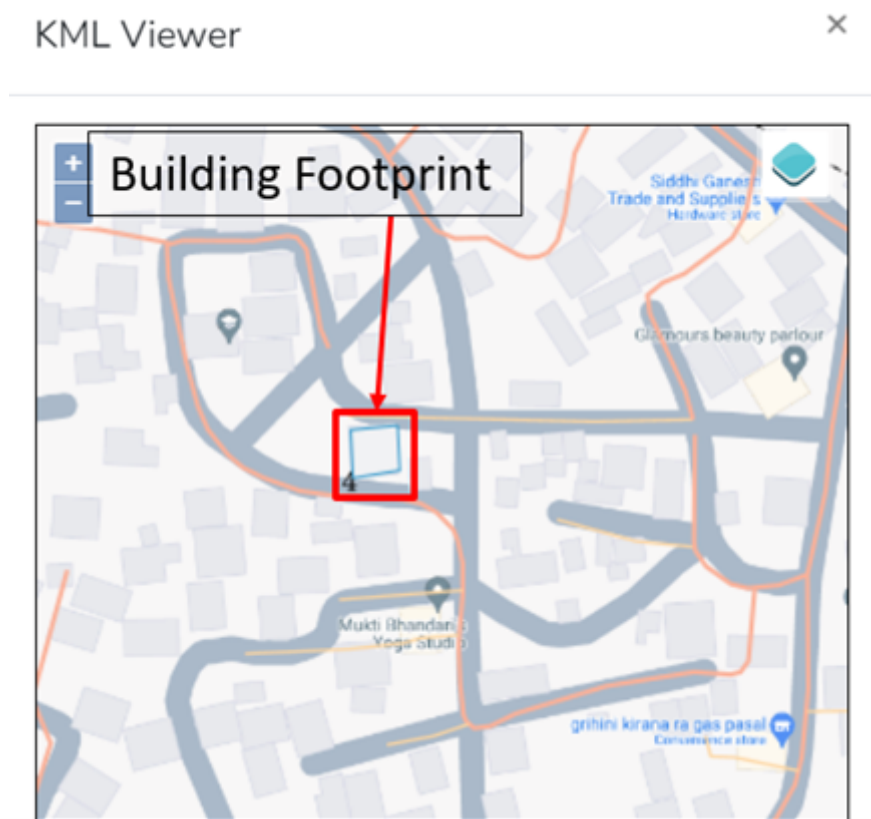 KML Viewer
×
+
−
Building Footprint
Siddhi Ganesh
Trade and Suppliers
Hardware store
Glamours beauty parlour
4
Mukti Bhandari's
Yoga Studio
grihini kirana ra gas pasal
Convenience store